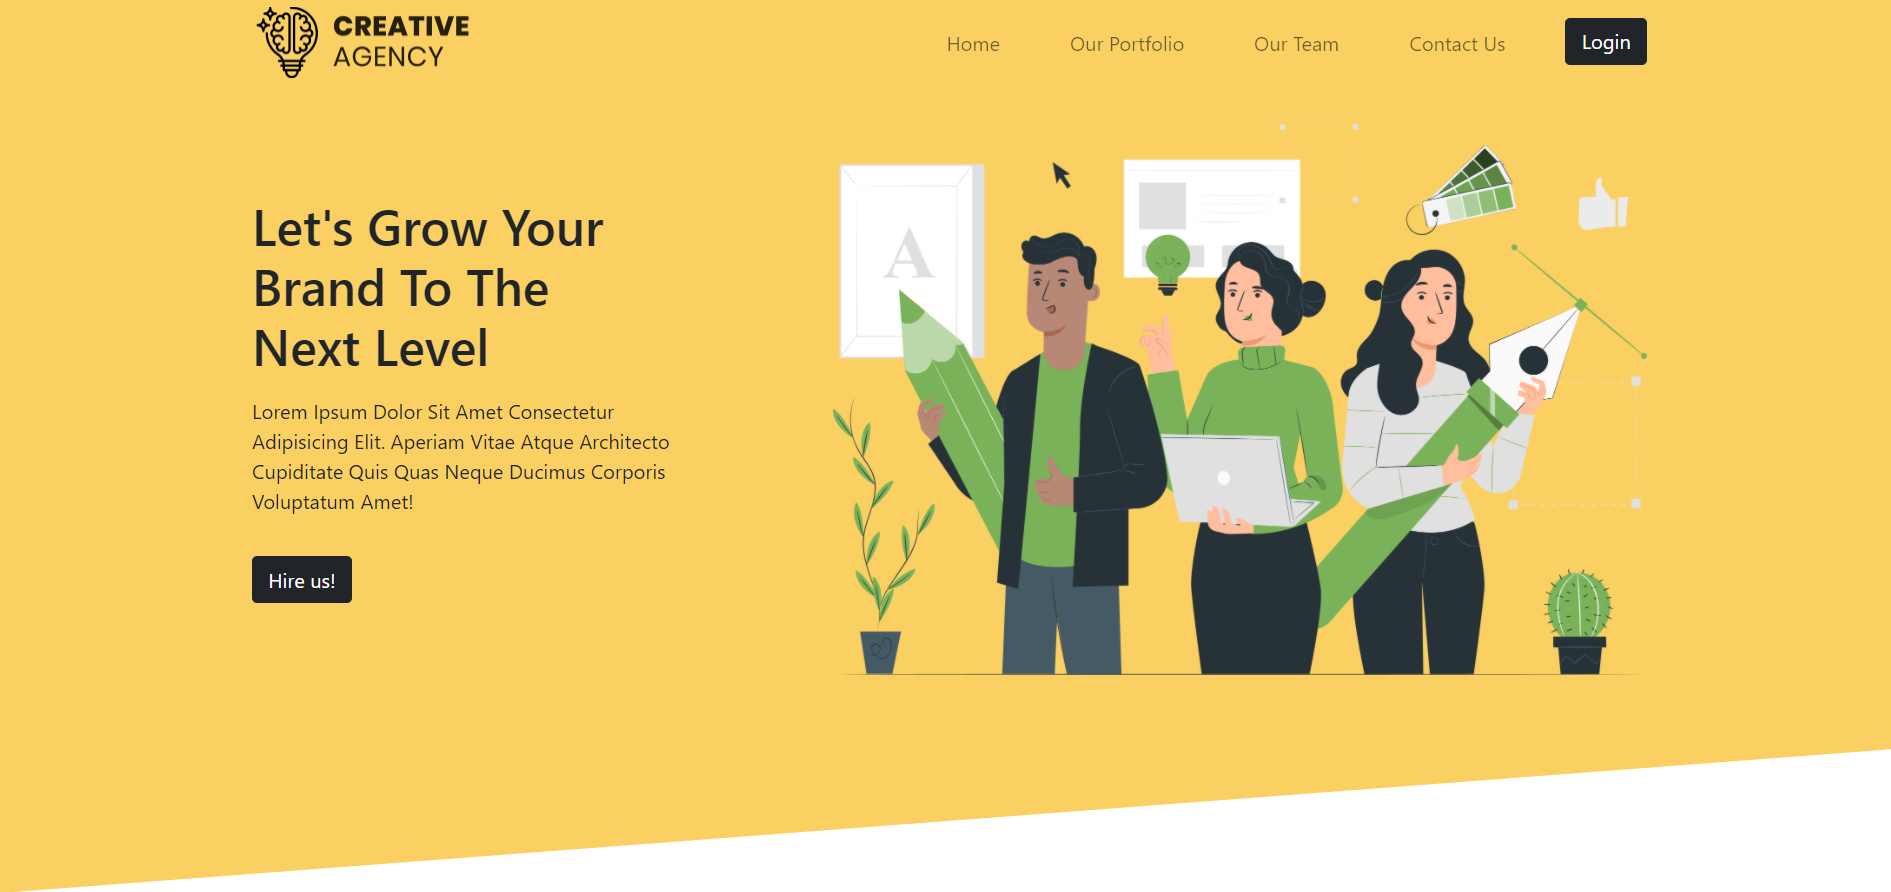 CREATIVE
AGENCY
Home
Our Portfolio
Our Team
Contact Us
Login
Let's Grow Your
Brand To The
Next Level
Lorem Ipsum Dolor Sit Amet Consectetur
Adipisicing Elit. Aperiam Vitae Atque Architecto
Cupiditate Quis Quas Neque Ducimus Corporis
Voluptatum Amet!
Hire us!
A